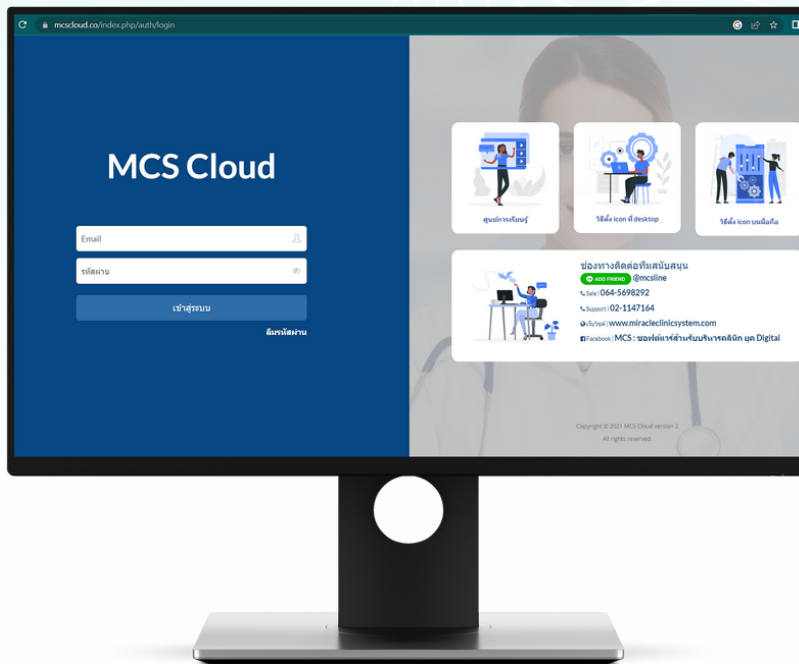 mcscloud.co/index.php/auth/login
MCS Cloud
Email
รหัสผ่าน
เข้าสู่ระบบ
ลืมรหัสผ่าน
ศูนย์การเรียนรู้
วิธีตั้ง icon ที่ desktop
วิธีตั้ง icon บนมือถือ
ช่องทางติดต่อทีมสนับสนุน
ADD FRIEND @mcsline
Sale | 064-5698292
Support | 02-1147164
เว็บไซต์ | www.miracleclinicsystem.com
Facebook | MCS : ซอฟต์แวร์สำหรับบริหารคลินิก ยุค Digital
Copyright © 2021 MCS Cloud version 2
All rights reserved.